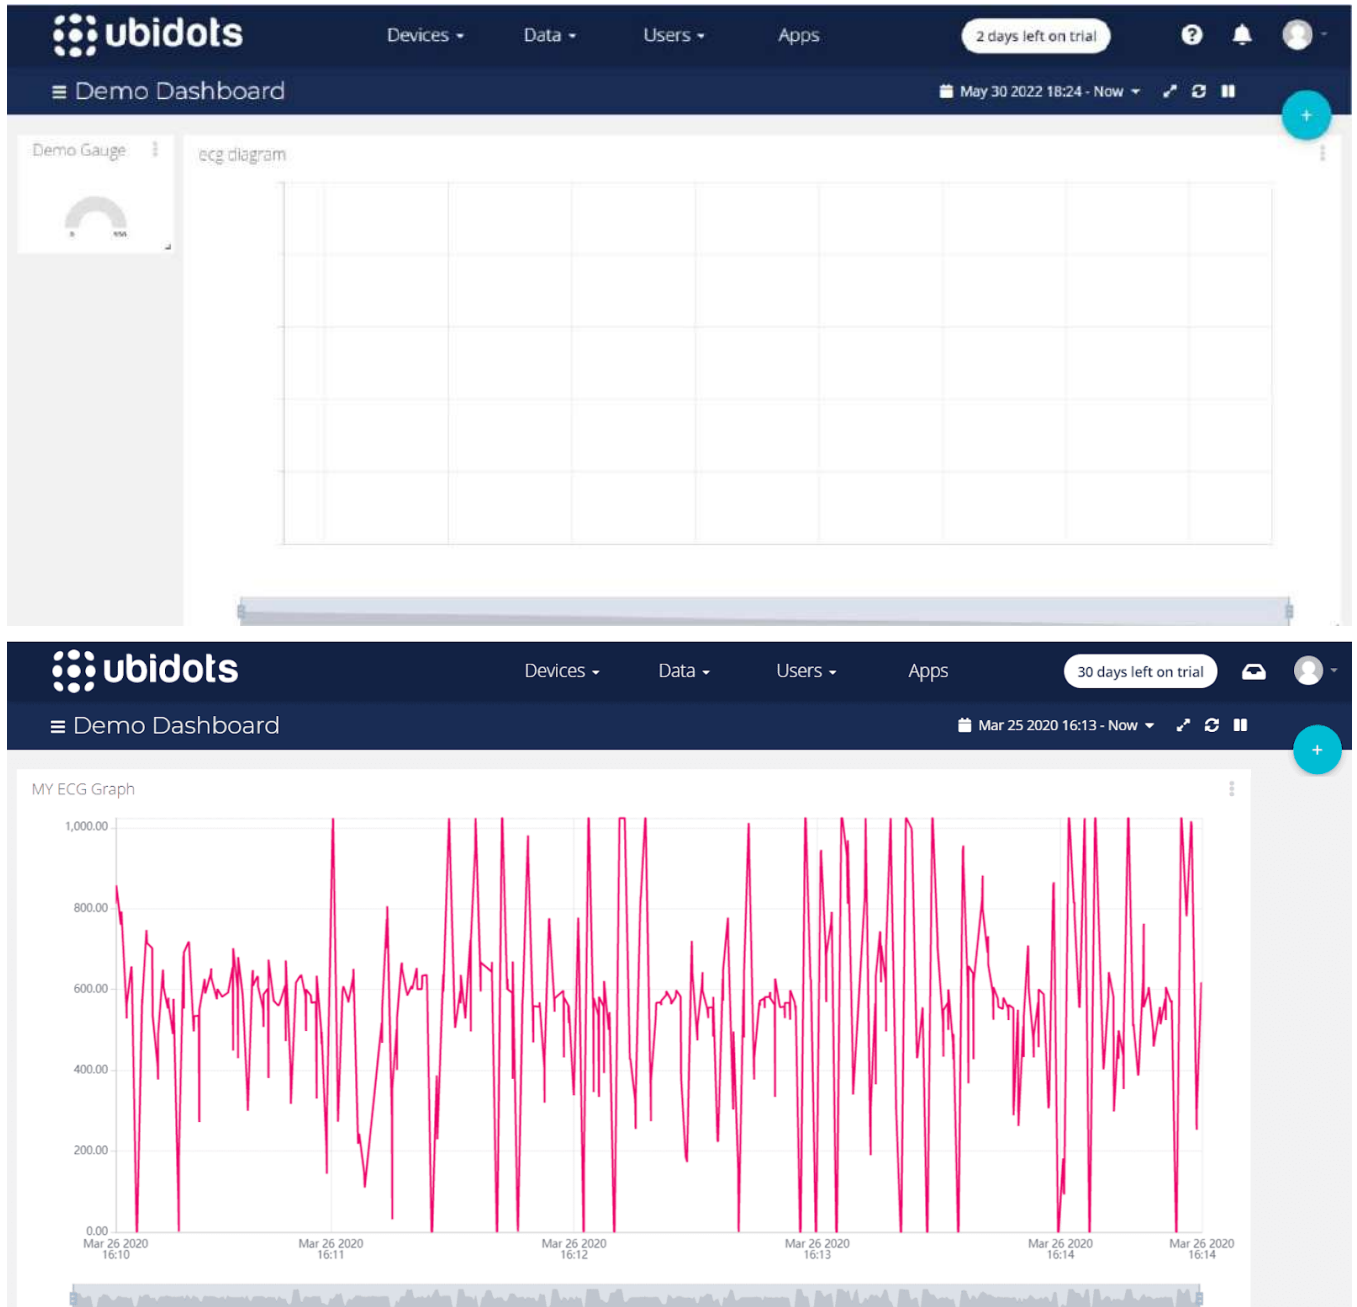 ubidots Devices Data Users Apps 2 days left on trial
Demo Dashboard May 30 2022 18:24 - Now
+
Demo Gauge
ecg diagram
0
ubidots Devices Data Users Apps 30 days left on trial
Demo Dashboard Mar 25 2020 16:13 - Now
+
MY ECG Graph
1,000.00
800.00
600.00
400.00
200.00
0.00
Mar 26 2020 Mar 26 2020 Mar 26 2020 Mar 26 2020 Mar 26 2020 Mar 26 2020
16:10 16:11 16:12 16:13 16:14 16:14